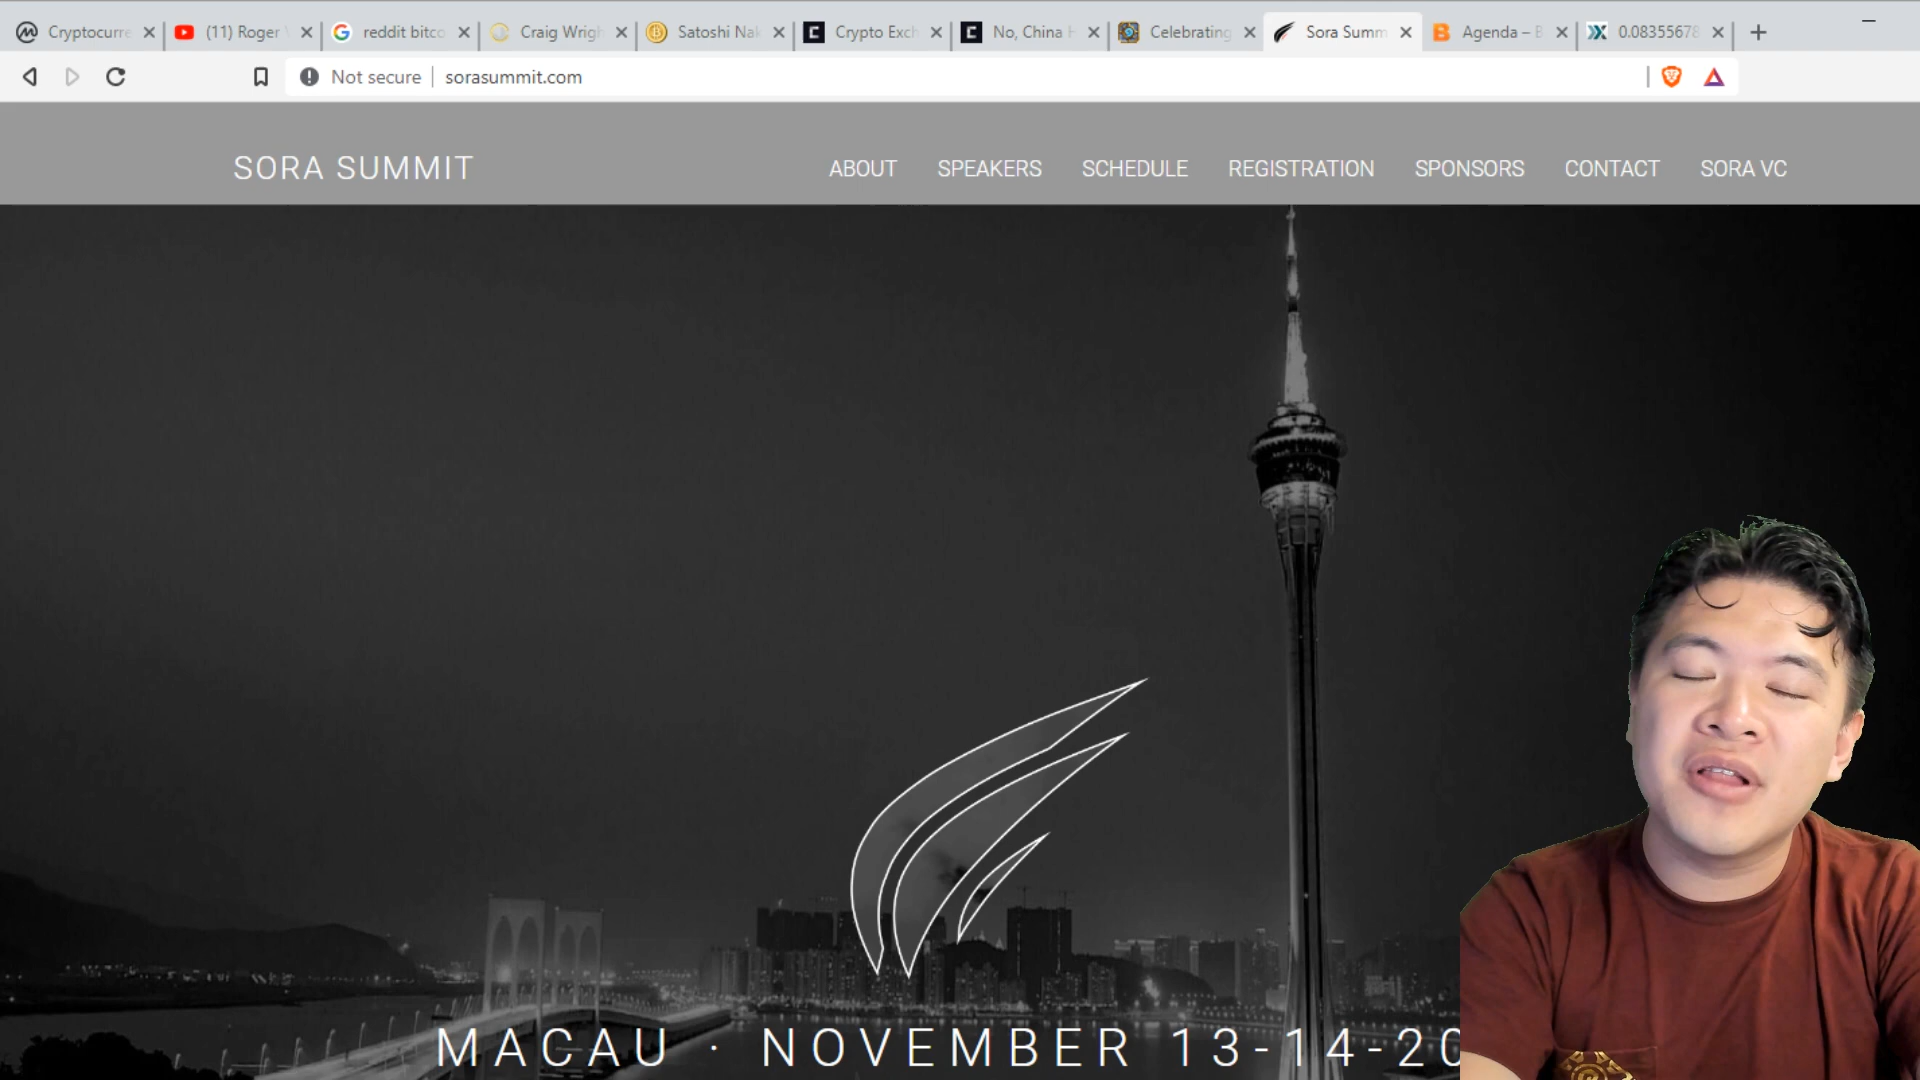 Cryptocurre (11) Roger reddit bitco Craig Wrigh Satoshi Nak Crypto Exch No, China H Celebrating Sora Summ Agenda – B 0.08355678
Not secure sorasummit.com
SORA SUMMIT ABOUT SPEAKERS SCHEDULE REGISTRATION SPONSORS CONTACT SORA VC
MACAU · NOVEMBER 13-14-20